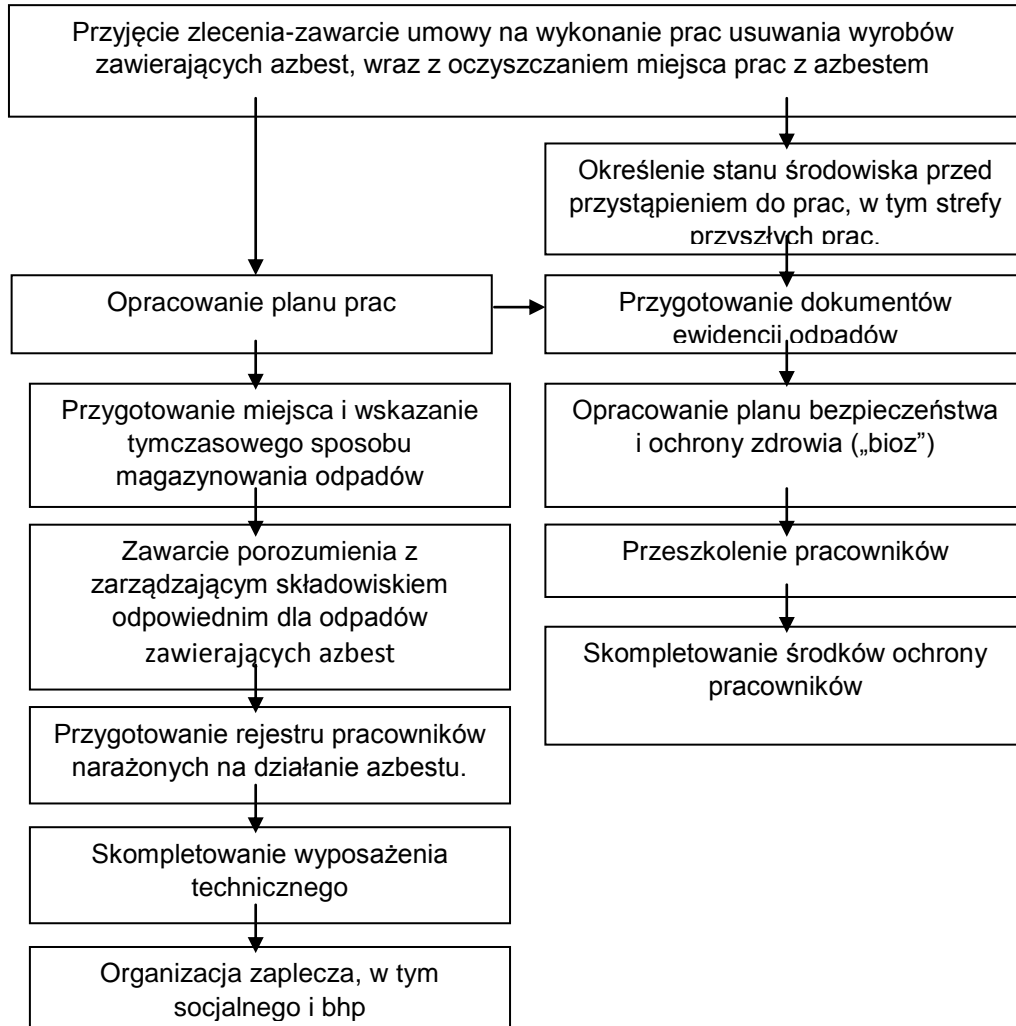 Przyjęcie zlecenia-zawarcie umowy na wykonanie prac usuwania wyrobów
zawierających azbest, wraz z oczyszczaniem miejsca prac z azbestem
Określenie stanu środowiska przed
przystąpieniem do prac, w tym strefy
przyszłych prac.
Opracowanie planu prac
Przygotowanie dokumentów
ewidencji odpadów
Przygotowanie miejsca i wskazanie
tymczasowego sposobu
magazynowania odpadów
Opracowanie planu bezpieczeństwa
i ochrony zdrowia („bioz”)
Zawarcie porozumienia z
zarządzającym składowiskiem
odpowiednim dla odpadów
zawierających azbest
Przeszkolenie pracowników
Skompletowanie środków ochrony
pracowników
Przygotowanie rejestru pracowników
narażonych na działanie azbestu.
Skompletowanie wyposażenia
technicznego
Organizacja zaplecza, w tym
socjalnego i bhp